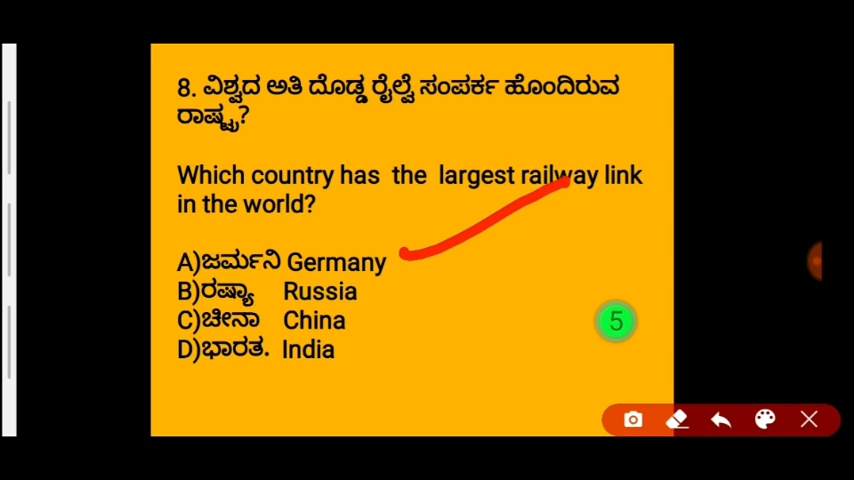 8. ವಿಶ್ವದ ಅತಿ ದೊಡ್ಡ ರೈಲ್ವೆ ಸಂಪರ್ಕ ಹೊಂದಿರುವ
ರಾಷ್ಟ್ರ?
Which country has the largest railway link
in the world?
A)ಜರ್ಮನಿ Germany
B)ರಷ್ಯಾ Russia
C)ಚೀನಾ China
5
D)ಭಾರತ. India